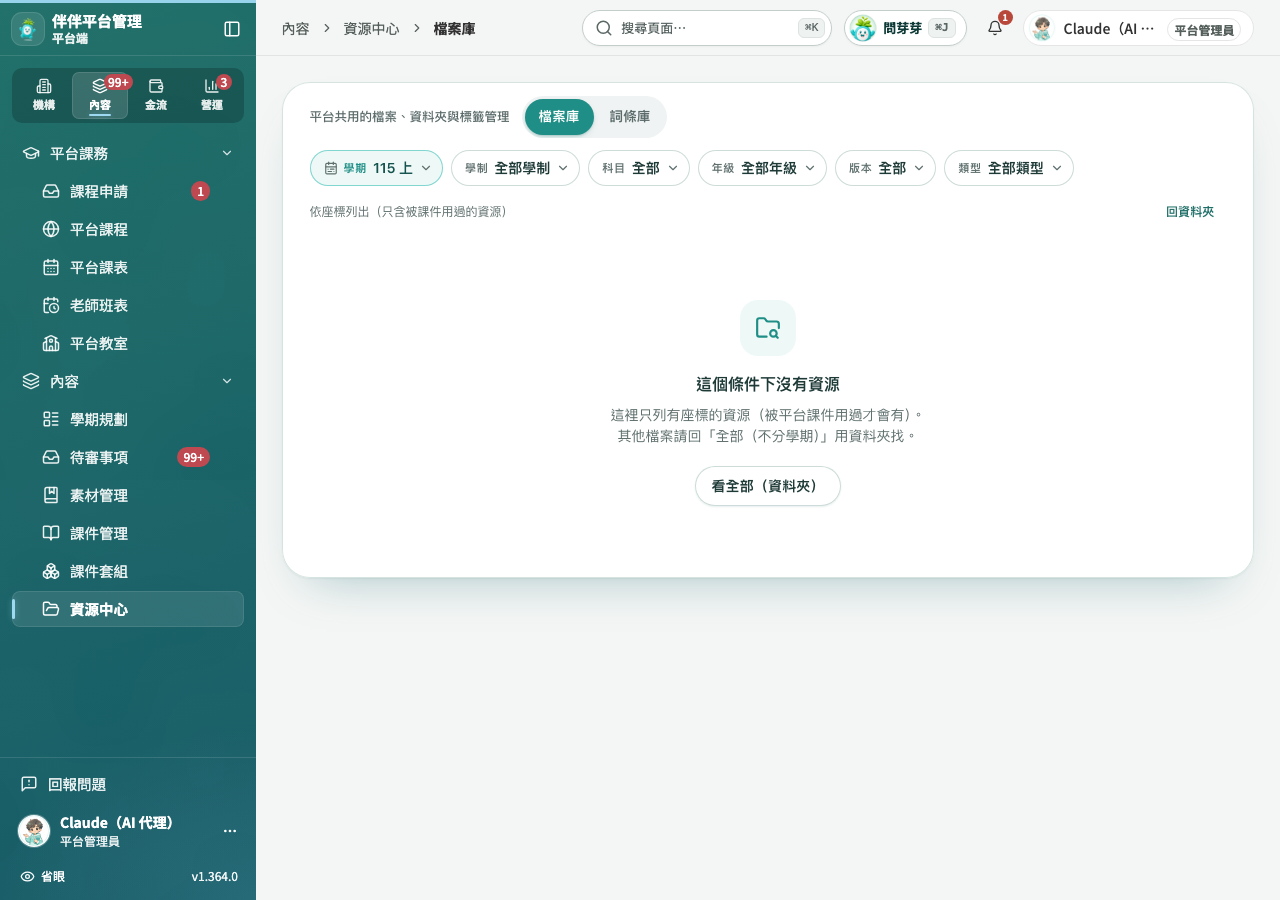 伴伴平台管理
平台端
機構
內容
99+
金流
營運
3
平台課務
課程申請
1
平台課程
平台課表
老師班表
平台教室
內容
學期規劃
待審事項
99+
素材管理
課件管理
課件套組
資源中心
回報問題
Claude（AI 代理）
平台管理員
省眼
v1.364.0
內容 > 資源中心 > 檔案庫
搜尋頁面⋯
⌘K
問芽芽
⌘J
1
Claude（AI ⋯
平台管理員
平台共用的檔案、資料夾與標籤管理
檔案庫
詞條庫
學期 115 上
學制 全部學制
科目 全部
年級 全部年級
版本 全部
類型 全部類型
依座標列出（只含被課件用過的資源）
回資料夾
這個條件下沒有資源
這裡只列有座標的資源（被平台課件用過才會有）。
其他檔案請回「全部（不分學期）」用資料夾找。
看全部（資料夾）